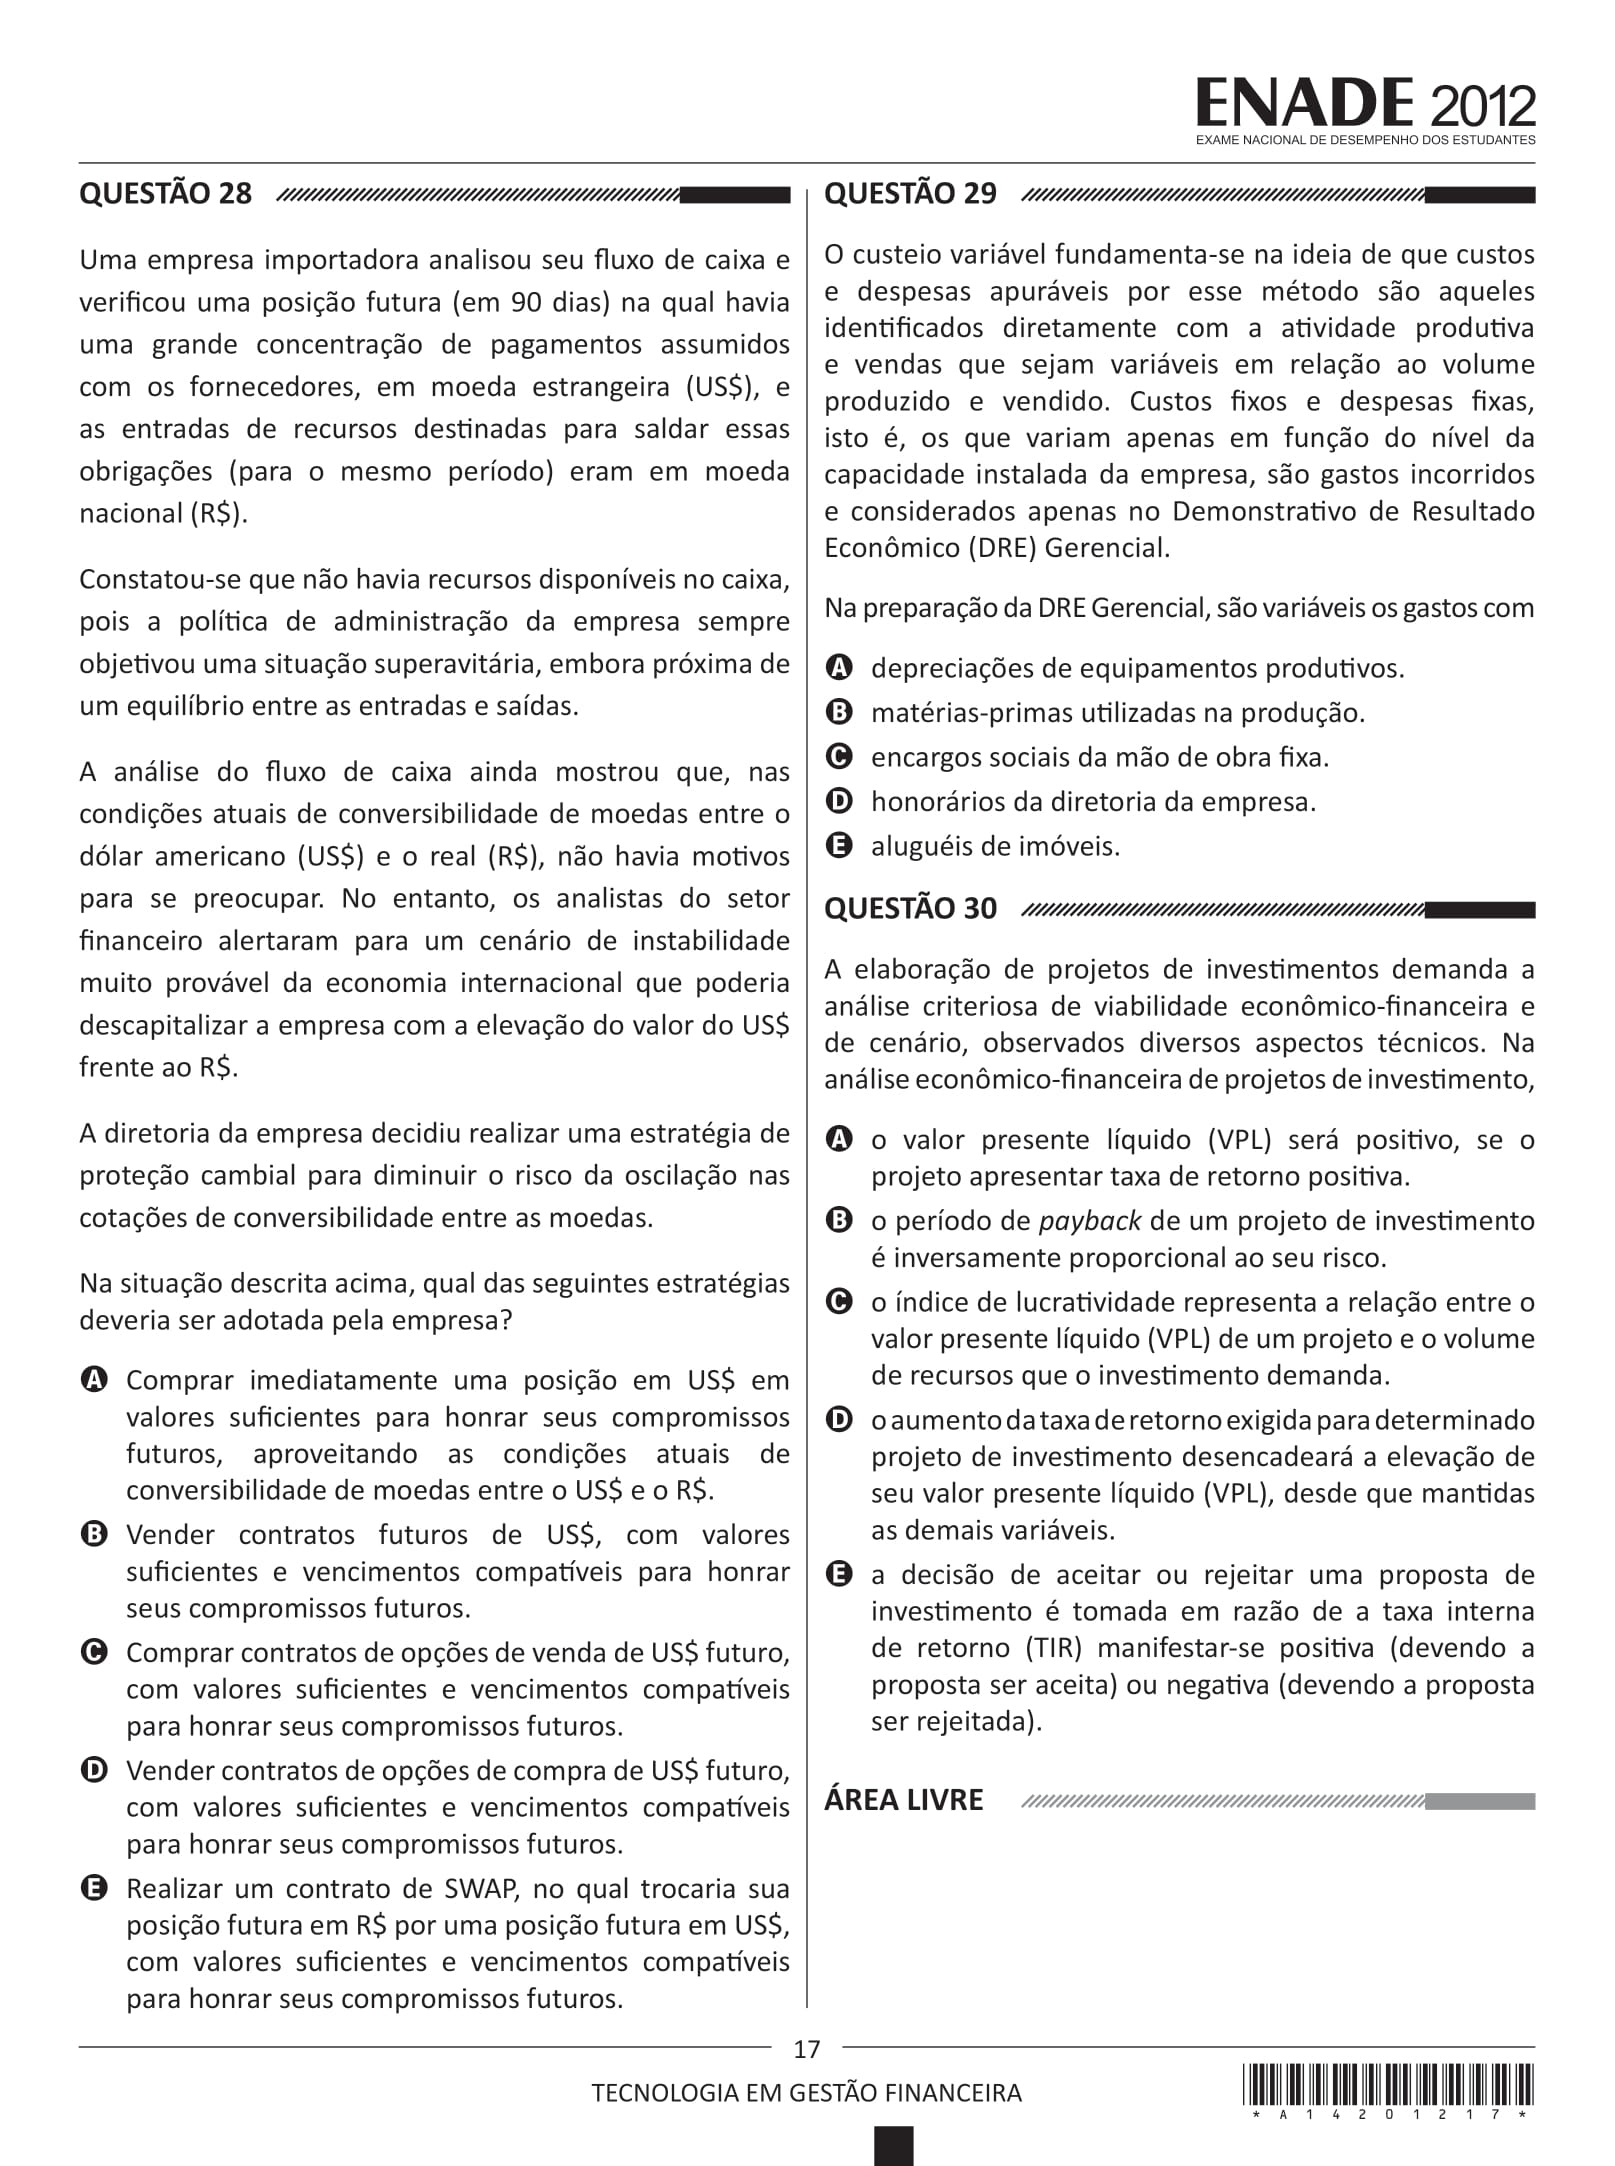 ENADE 2012
EXAME NACIONAL DE DESEMPENHO DOS ESTUDANTES
QUESTÃO 28
Uma empresa importadora analisou seu fluxo de caixa e
verificou uma posição futura (em 90 dias) na qual havia
uma grande concentração de pagamentos assumidos
com os fornecedores, em moeda estrangeira (US$), e
as entradas de recursos destinadas para saldar essas
obrigações (para o mesmo período) eram em moeda
nacional (R$).
Constatou-se que não havia recursos disponíveis no caixa,
pois a política de administração da empresa sempre
objetivou uma situação superavitária, embora próxima de
um equilíbrio entre as entradas e saídas.
A análise do fluxo de caixa ainda mostrou que, nas
condições atuais de conversibilidade de moedas entre o
dólar americano (US$) e o real (R$), não havia motivos
para se preocupar. No entanto, os analistas do setor
financeiro alertaram para um cenário de instabilidade
muito provável da economia internacional que poderia
descapitalizar a empresa com a elevação do valor do US$
frente ao R$.
A diretoria da empresa decidiu realizar uma estratégia de
proteção cambial para diminuir o risco da oscilação nas
cotações de conversibilidade entre as moedas.
Na situação descrita acima, qual das seguintes estratégias
deveria ser adotada pela empresa?
A Comprar imediatamente uma posição em US$ em
valores suficientes para honrar seus compromissos
futuros, aproveitando as condições atuais de
conversibilidade de moedas entre o US$ e o R$.
B Vender contratos futuros de US$, com valores
suficientes e vencimentos compatíveis para honrar
seus compromissos futuros.
C Comprar contratos de opções de venda de US$ futuro,
com valores suficientes e vencimentos compatíveis
para honrar seus compromissos futuros.
D Vender contratos de opções de compra de US$ futuro,
com valores suficientes e vencimentos compatíveis
para honrar seus compromissos futuros.
E Realizar um contrato de SWAP, no qual trocaria sua
posição futura em R$ por uma posição futura em US$,
com valores suficientes e vencimentos compatíveis
para honrar seus compromissos futuros.
QUESTÃO 29
O custeio variável fundamenta-se na ideia de que custos
e despesas apuráveis por esse método são aqueles
identificados diretamente com a atividade produtiva
e vendas que sejam variáveis em relação ao volume
produzido e vendido. Custos fixos e despesas fixas,
isto é, os que variam apenas em função do nível da
capacidade instalada da empresa, são gastos incorridos
e considerados apenas no Demonstrativo de Resultado
Econômico (DRE) Gerencial.
Na preparação da DRE Gerencial, são variáveis os gastos com
A depreciações de equipamentos produtivos.
B matérias-primas utilizadas na produção.
C encargos sociais da mão de obra fixa.
D honorários da diretoria da empresa.
E aluguéis de imóveis.
QUESTÃO 30
A elaboração de projetos de investimentos demanda a
análise criteriosa de viabilidade econômico-financeira e
de cenário, observados diversos aspectos técnicos. Na
análise econômico-financeira de projetos de investimento,
A o valor presente líquido (VPL) será positivo, se o
projeto apresentar taxa de retorno positiva.
B o período de payback de um projeto de investimento
é inversamente proporcional ao seu risco.
C o índice de lucratividade representa a relação entre o
valor presente líquido (VPL) de um projeto e o volume
de recursos que o investimento demanda.
D o aumento da taxa de retorno exigida para determinado
projeto de investimento desencadeará a elevação de
seu valor presente líquido (VPL), desde que mantidas
as demais variáveis.
E a decisão de aceitar ou rejeitar uma proposta de
investimento é tomada em razão de a taxa interna
de retorno (TIR) manifestar-se positiva (devendo a
proposta ser aceita) ou negativa (devendo a proposta
ser rejeitada).
ÁREA LIVRE
17
TECNOLOGIA EM GESTÃO FINANCEIRA
* A 1 4 2 0 1 2 1 7 *